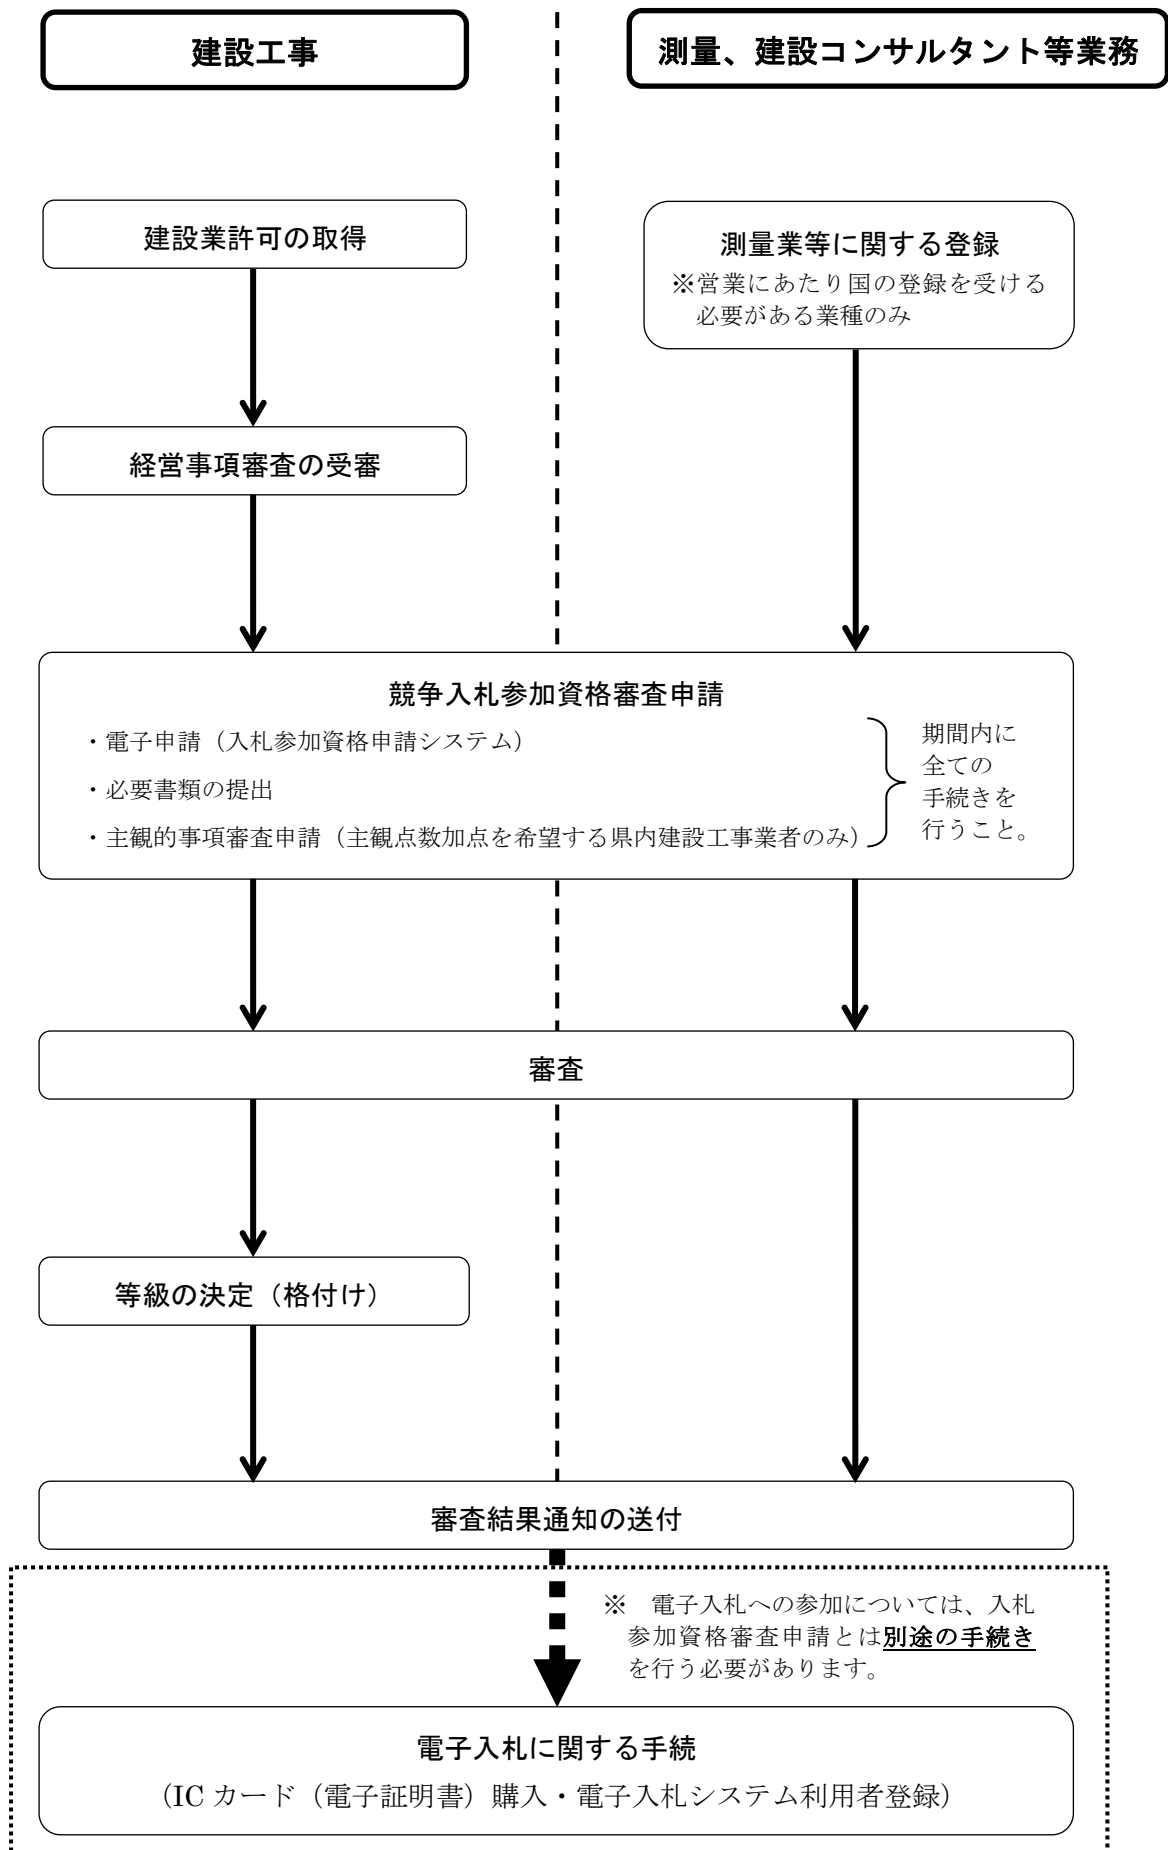 建設工事
測量、建設コンサルタント等業務
建設業許可の取得
測量業等に関する登録
※営業にあたり国の登録を受ける
必要がある業種のみ
経営事項審査の受審
競争入札参加資格審査申請
・電子申請（入札参加資格申請システム）
・必要書類の提出
・主観的事項審査申請（主観点数加点を希望する県内建設工事業者のみ）
期間内に
全ての
手続きを
行うこと。
審査
等級の決定（格付け）
審査結果通知の送付
※　電子入札への参加については、入札
参加資格審査申請とは別途の手続き
を行う必要があります。
電子入札に関する手続
（IC カード（電子証明書）購入・電子入札システム利用者登録）